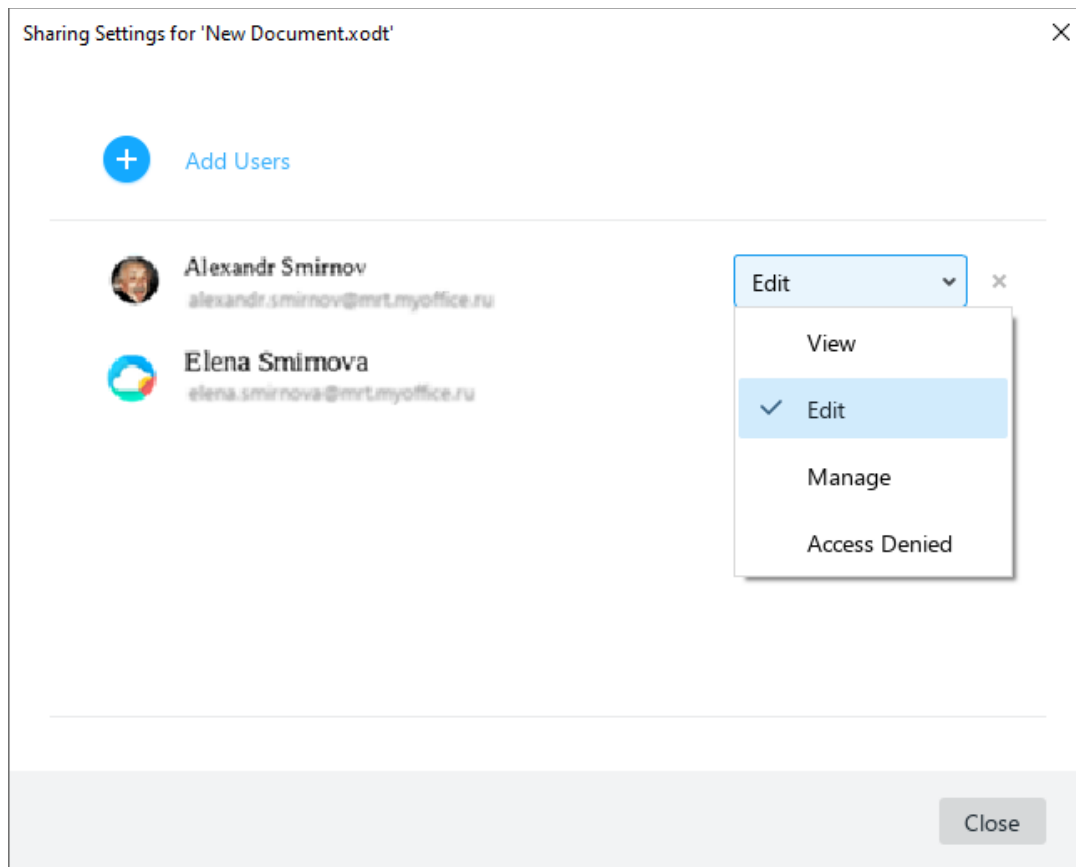 Sharing Settings for 'New Document.xodt'
Add Users
Alexandr Smirnov
alexandr.smirnov@mrt.myoffice.ru
Edit
View
Elena Smirnova
elena.smirnova@mrt.myoffice.ru
Edit
Manage
Access Denied
Close